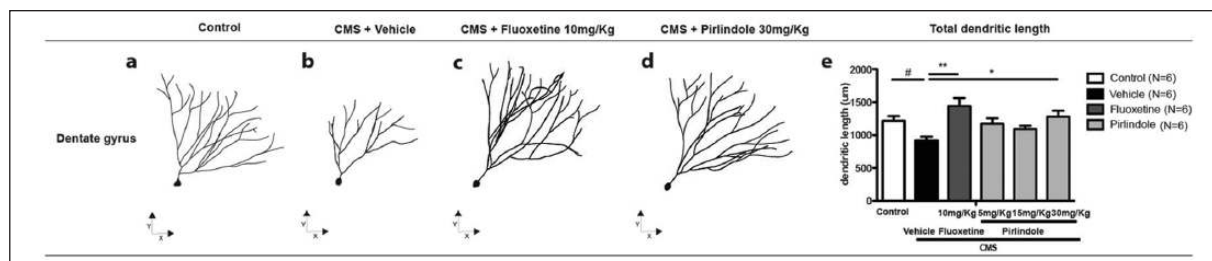 Control CMS + Vehicle CMS + Fluoxetine 10mg/Kg CMS + Pirlindole 30mg/Kg Total dendritic length
a b c d e
Dentate gyrus
Y X Y X Y X Y X
dendritic length (um)
2000
1500
1000
500
0
# ** *
Control (N=6)
Vehicle (N=6)
Fluoxetine (N=6)
Pirlindole (N=6)
Control 10mg/Kg 5mg/Kg 15mg/Kg 30mg/Kg
Vehicle Fluoxetine Pirlindole
CMS